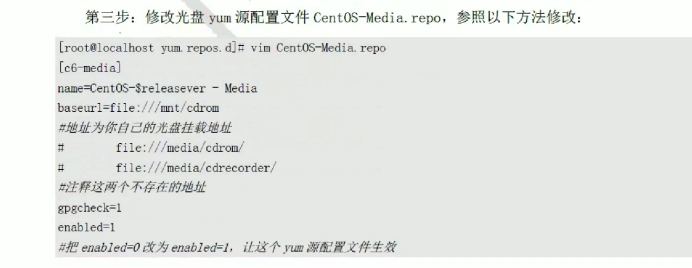 第三步：修改光盘 yum 源配置文件 CentOS-Media.repo，参照以下方法修改：
[root@localhost yum.repos.d]# vim CentOS-Media.repo
[c6-media]
name=CentOS-$releasever - Media
baseurl=file:///mnt/cdrom
#地址为你自己的光盘挂载地址
#       file:///media/cdrom/
#       file:///media/cdrecorder/
#注释这两个不存在的地址
gpgcheck=1
enabled=1
#把 enabled=0 改为 enabled=1，让这个 yum 源配置文件生效